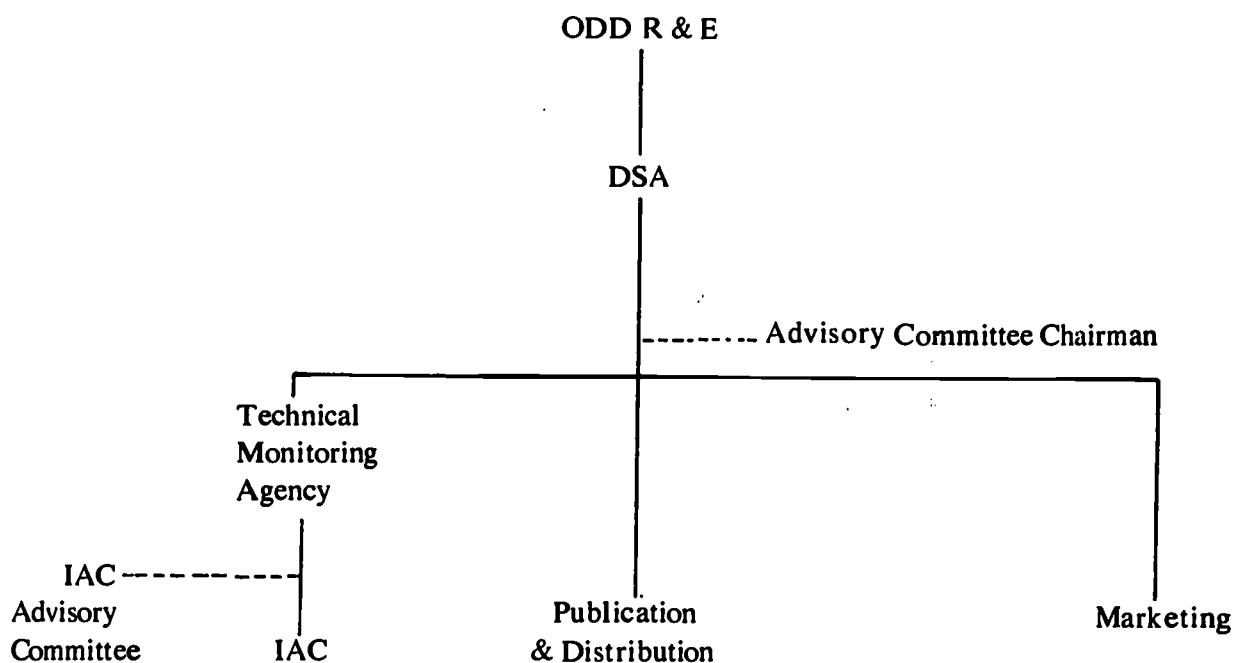 ODD R & E
DSA
Advisory Committee Chairman
Technical
Monitoring
Agency
IAC
Advisory
Committee
IAC
Publication
& Distribution
Marketing